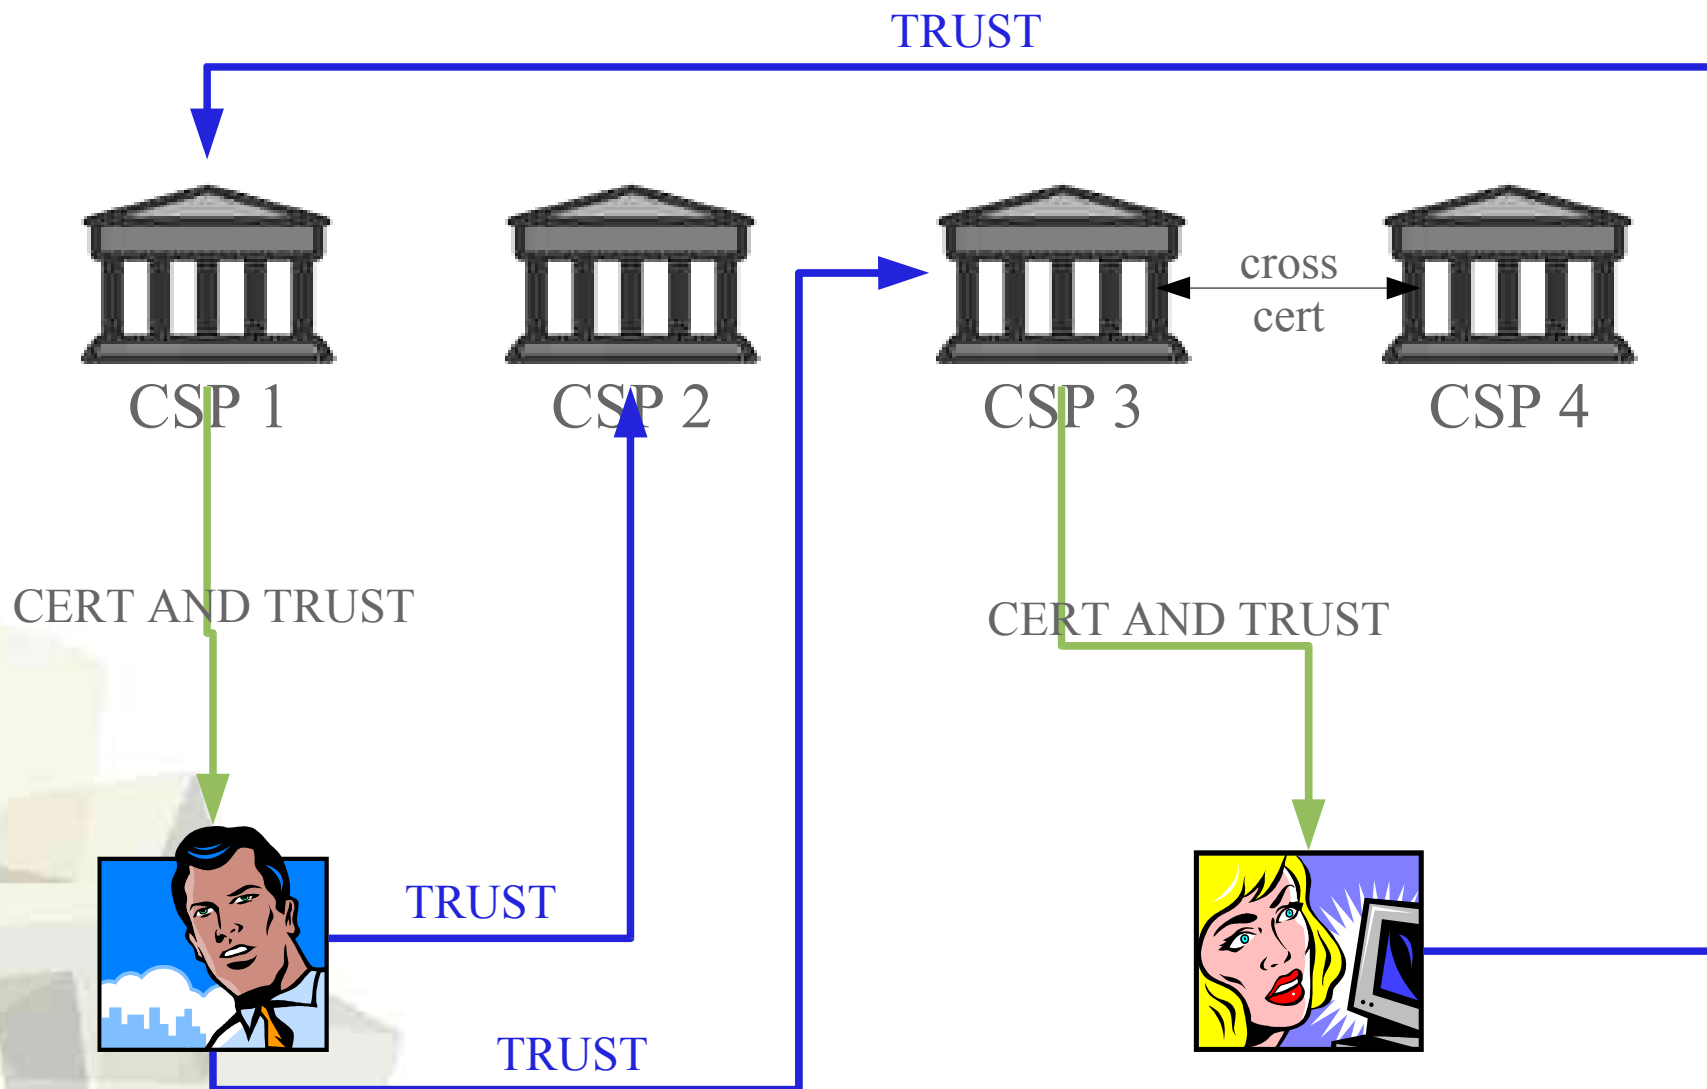 TRUST
cross
cert
CSP 1
CSP 2
CSP 3
CSP 4
CERT AND TRUST
CERT AND TRUST
TRUST
TRUST